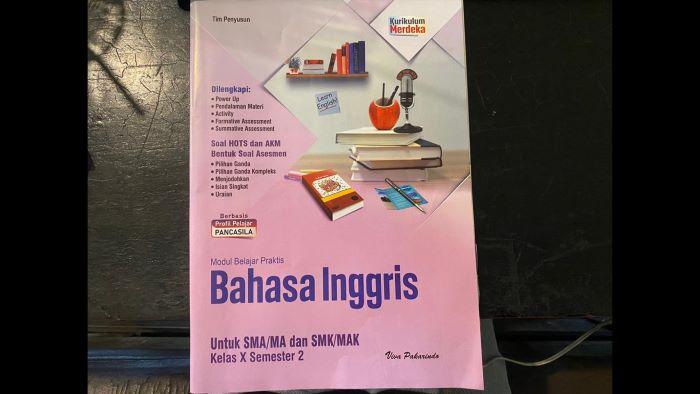 Tim Penyusun
Kurikulum
Merdeka
Dilengkapi:
• Power Up
• Pendalaman Materi
• Activity
• Formative Assessment
• Summative Assessment
Learn
English!
Soal HOTS dan AKM
Bentuk Soal Asesmen
• Pilihan Ganda
• Pilihan Ganda Kompleks
• Menjodohkan
• Isian Singkat
• Uraian
Berbasis
Profil Pelajar
PANCASILA
Modul Belajar Praktis
Bahasa Inggris
Untuk SMA/MA dan SMK/MAK
Kelas X Semester 2
Viva Pakarindo